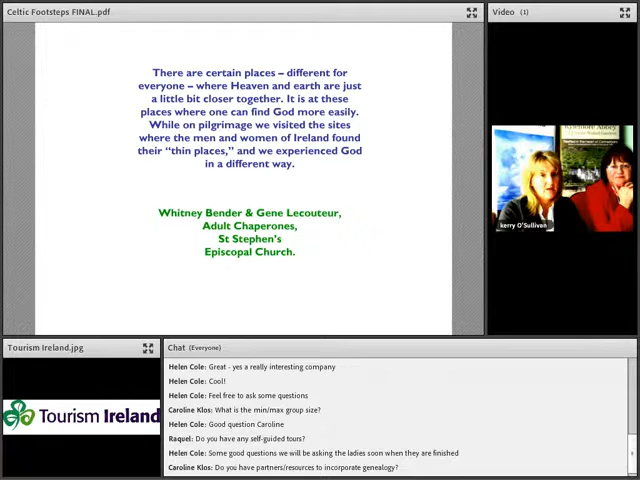 Celtic Footsteps FINAL.pdf
There are certain places – different for
everyone – where Heaven and earth are just
a little bit closer together. It is at these
places where one can find God more easily.
While on pilgrimage we visited the sites
where the men and women of Ireland found
their “thin places,” and we experienced God
in a different way.
Whitney Bender & Gene Lecouteur,
Adult Chaperones,
St Stephen's
Episcopal Church.
Video (1)
Kylemore Abbey
kerry O'Sullivan
Tourism Ireland.jpg
Tourism Ireland
Chat (Everyone)
Helen Cole: Great - yes a really interesting company
Helen Cole: Cool!
Helen Cole: Feel free to ask some questions
Caroline Klos: What is the min/max group size?
Helen Cole: Good question Caroline
Raquel: Do you have any self-guided tours?
Helen Cole: Some good questions we will be asking the ladies soon when they are finished
Caroline Klos: Do you have partners/resources to incorporate genealogy?